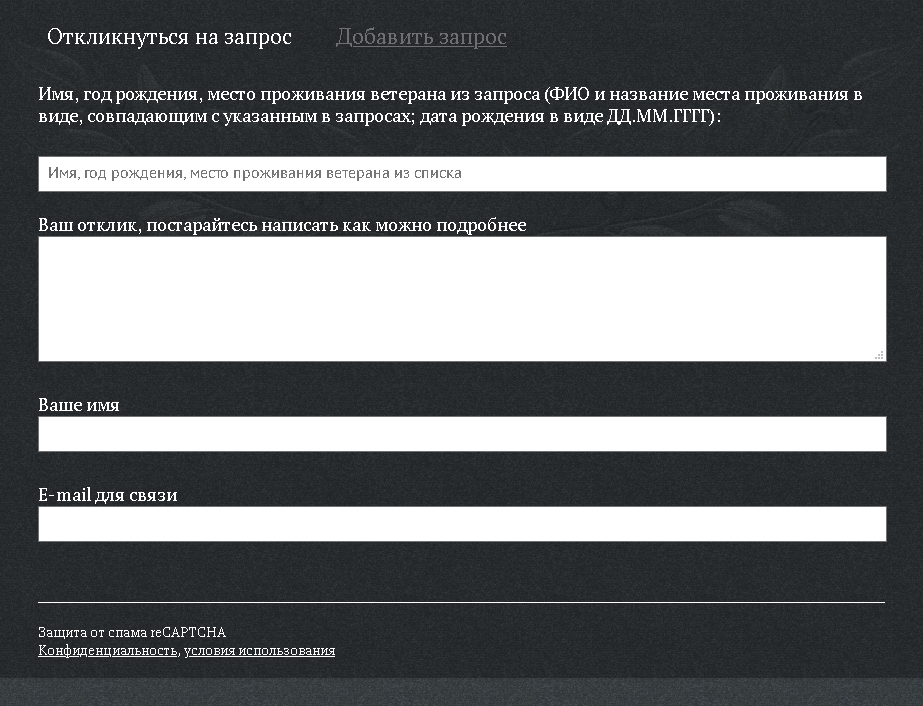 Откликнуться на запрос Добавить запрос
Имя, год рождения, место проживания ветерана из запроса (ФИО и название места проживания в
виде, совпадающим с указанным в запросах; дата рождения в виде ДД.ММ.ГГГГ):
Имя, год рождения, место проживания ветерана из списка
Ваш отклик, постарайтесь написать как можно подробнее
Ваше имя
E-mail для связи
Защита от спама reCAPTCHA
Конфиденциальность, условия использования